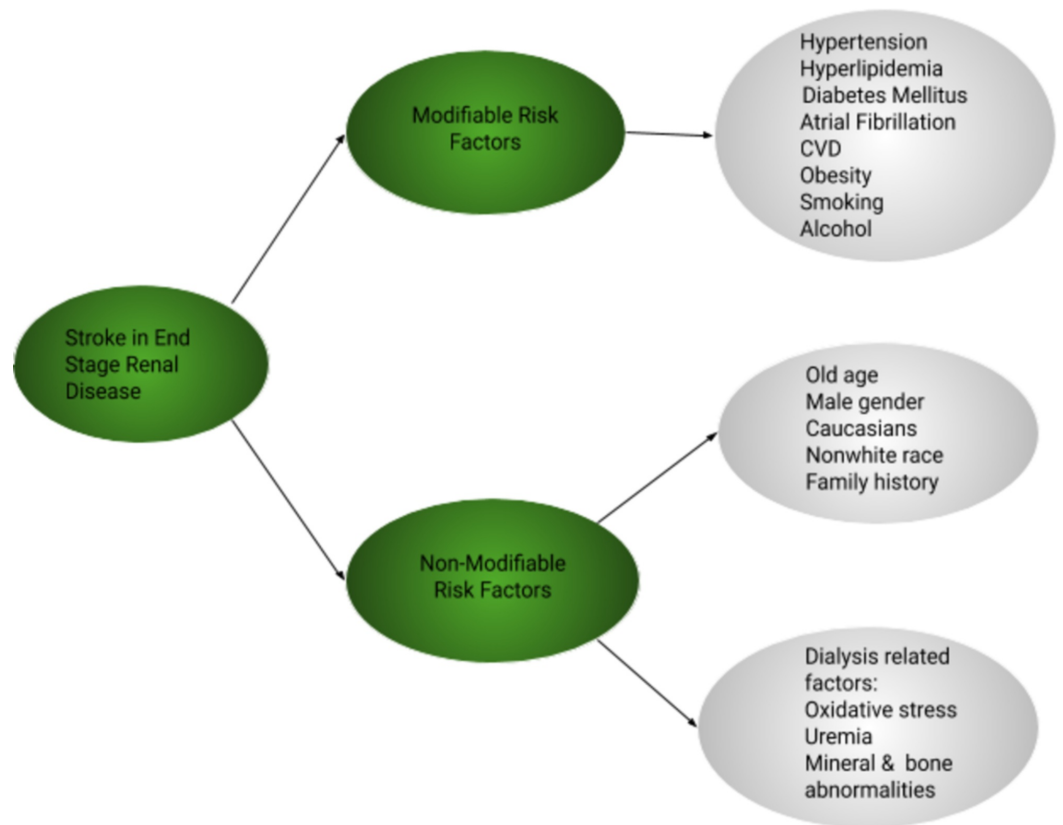 Stroke in End
Stage Renal
Disease
Modifiable Risk
Factors
Hypertension
Hyperlipidemia
Diabetes Mellitus
Atrial Fibrillation
CVD
Obesity
Smoking
Alcohol
Non-Modifiable
Risk Factors
Old age
Male gender
Caucasians
Nonwhite race
Family history
Dialysis related
factors:
Oxidative stress
Uremia
Mineral & bone
abnormalities